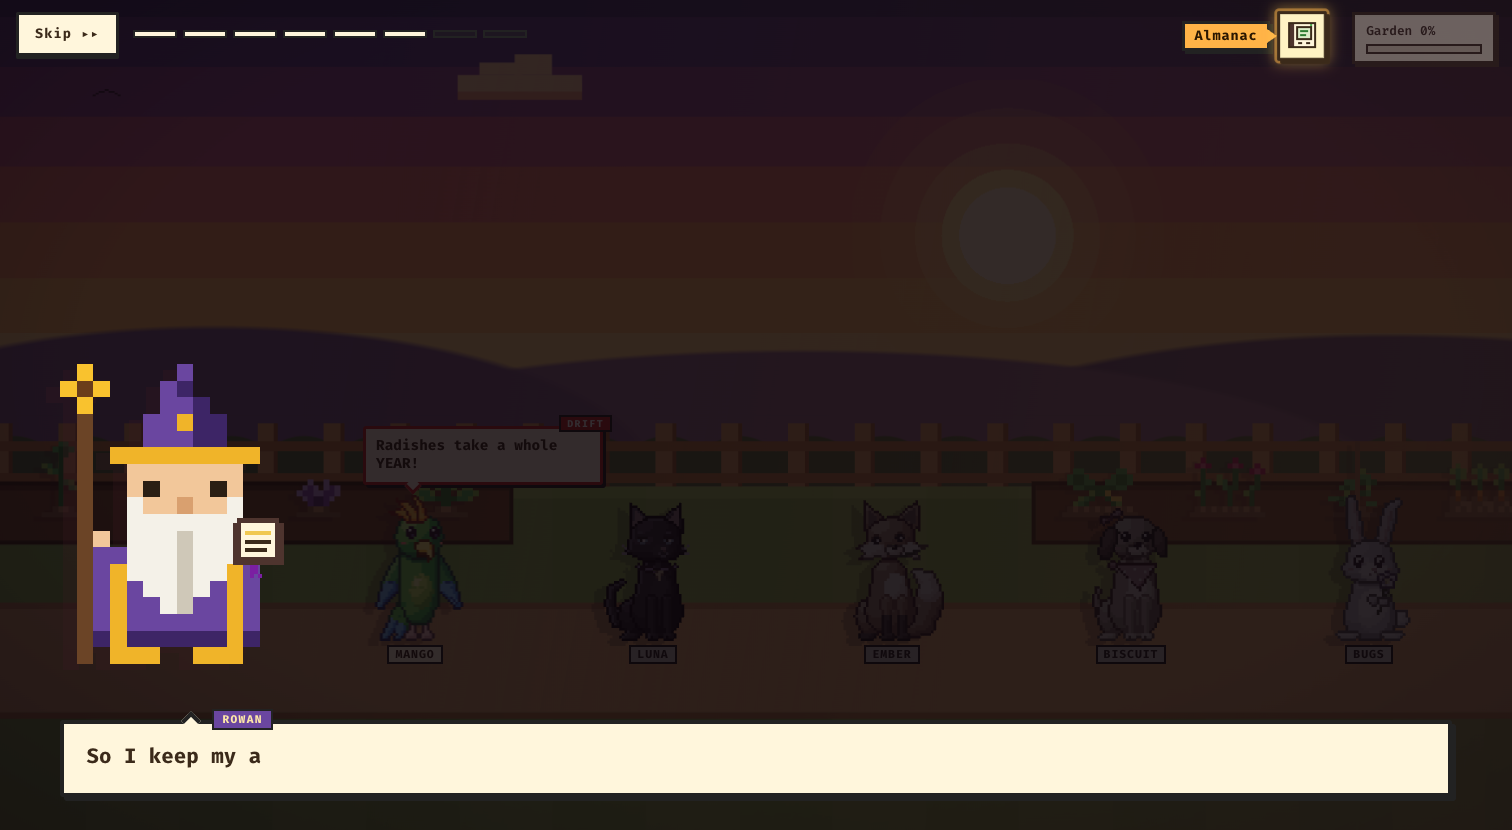 Skip ▸▸
Almanac
Garden 0%
DRIFT
Radishes take a whole
YEAR!
MANGO
LUNA
EMBER
BISCUIT
BUGS
ROWAN
So I keep my a